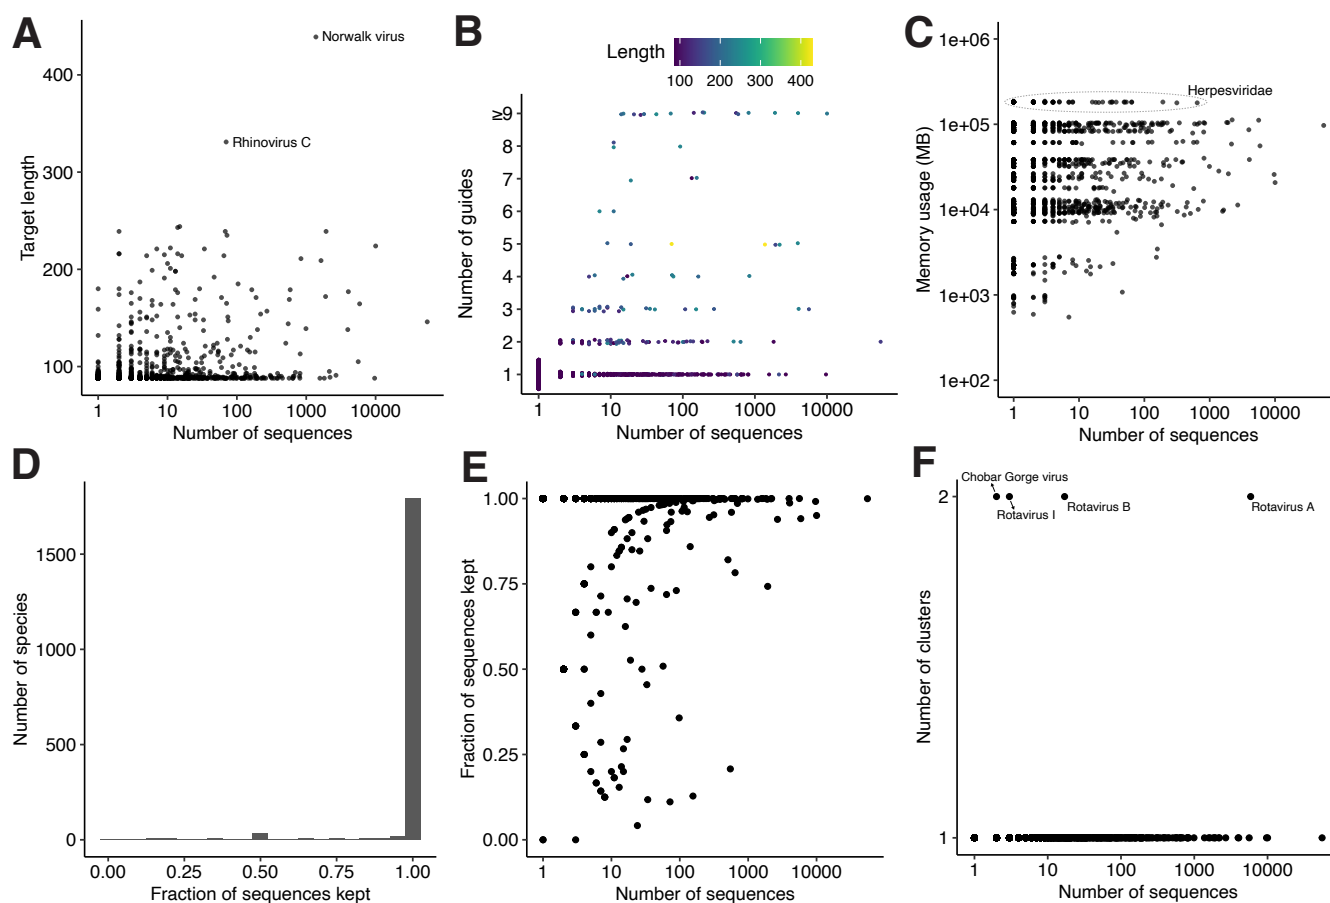 A
Norwalk virus
Rhinovirus C
400
300
200
100
Target length
1
10
100
1000
10000
Number of sequences
B
Length
100
200
300
400
≥9
8
7
6
5
4
3
2
1
Number of guides
1
10
100
1000
10000
Number of sequences
C
Herpesviridae
1e+06
1e+05
1e+04
1e+03
1e+02
Memory usage (MB)
1
10
100
1000
10000
Number of sequences
D
1500
1000
500
0
Number of species
0.00
0.25
0.50
0.75
1.00
Fraction of sequences kept
E
1.00
0.75
0.50
0.25
0.00
Fraction of sequences kept
1
10
100
1000
10000
Number of sequences
F
Chobar Gorge virus
Rotavirus I
Rotavirus B
Rotavirus A
2
1
Number of clusters
1
10
100
1000
10000
Number of sequences